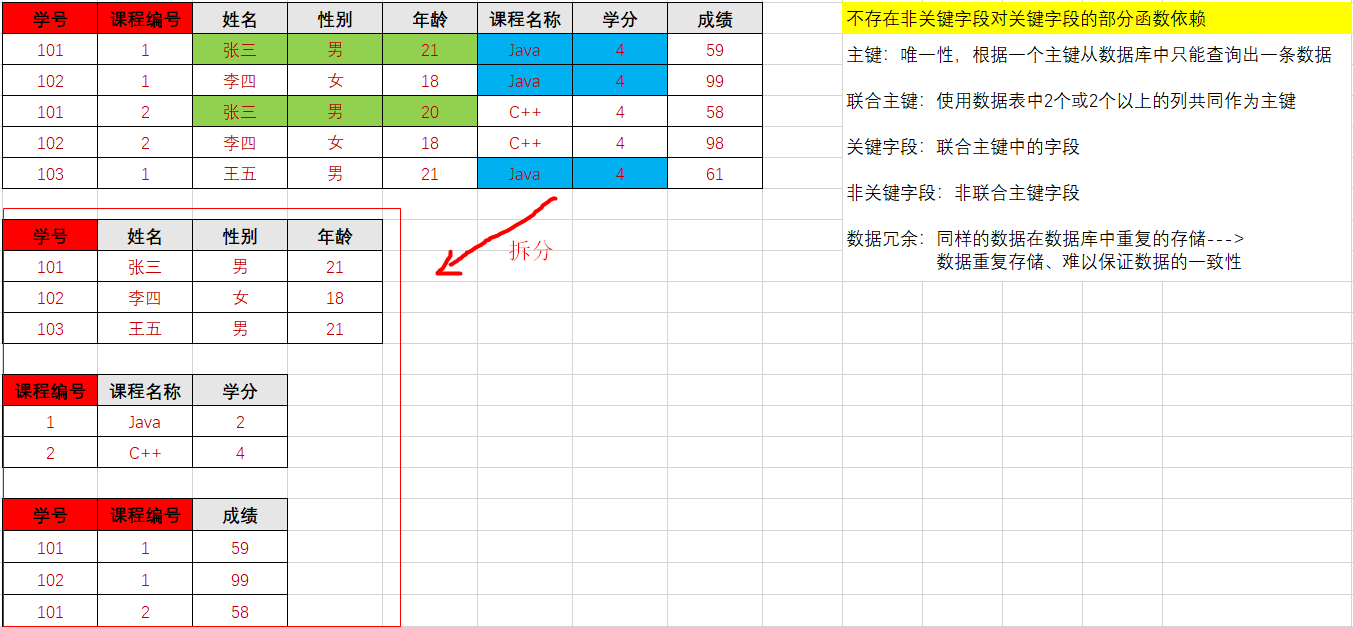 学号 课程编号 姓名 性别 年龄 课程名称 学分 成绩
101 1 张三 男 21 Java 4 59
102 1 李四 女 18 Java 4 99
101 2 张三 男 20 C++ 4 58
102 2 李四 女 18 C++ 4 98
103 1 王五 男 21 Java 4 61
拆分
学号 姓名 性别 年龄
101 张三 男 21
102 李四 女 18
103 王五 男 21
课程编号 课程名称 学分
1 Java 2
2 C++ 4
学号 课程编号 成绩
101 1 59
102 1 99
101 2 58
不存在非关键字段对关键字段的部分函数依赖
主键：唯一性，根据一个主键从数据库中只能查询出一条数据
联合主键：使用数据表中2个或2个以上的列共同作为主键
关键字段：联合主键中的字段
非关键字段：非联合主键字段
数据冗余：同样的数据在数据库中重复的存储--->
数据重复存储、难以保证数据的一致性